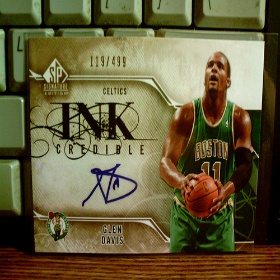 119/499
SP
SIGNATURE
EDITION
CELTICS
INK
CREDIBLE
BOSTON
11
GLEN
DAVIS